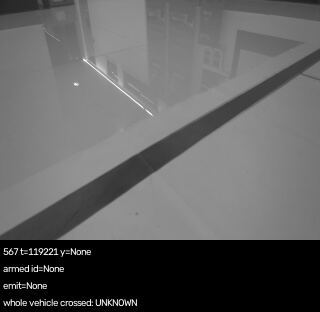 567 t=119221 y=None
armed id=None
emit=None
whole vehicle crossed: UNKNOWN